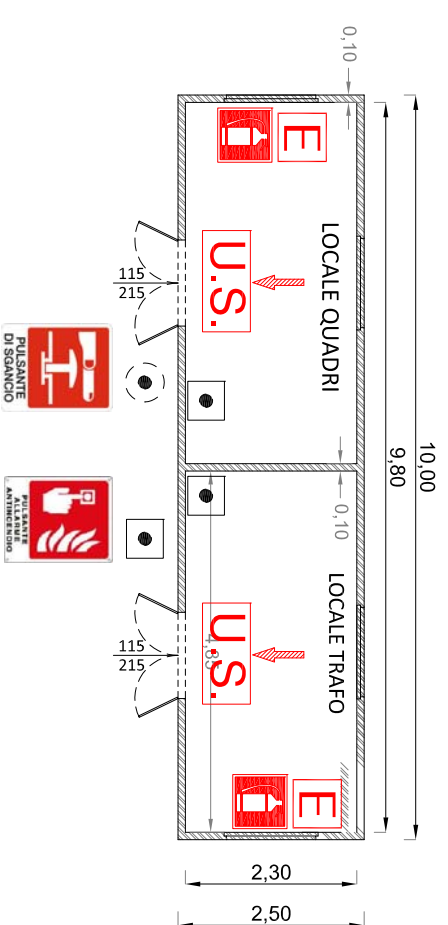 10,00
9,80
0,10
LOCALE QUADRI
E
U.S.
115
215
0,10
LOCALE TRAFO
E
U.S.
4,85
115
215
2,30
2,50
PULSANTE
DI SGANCIO
PULSANTE
ALLARME
ANTINCENDIO